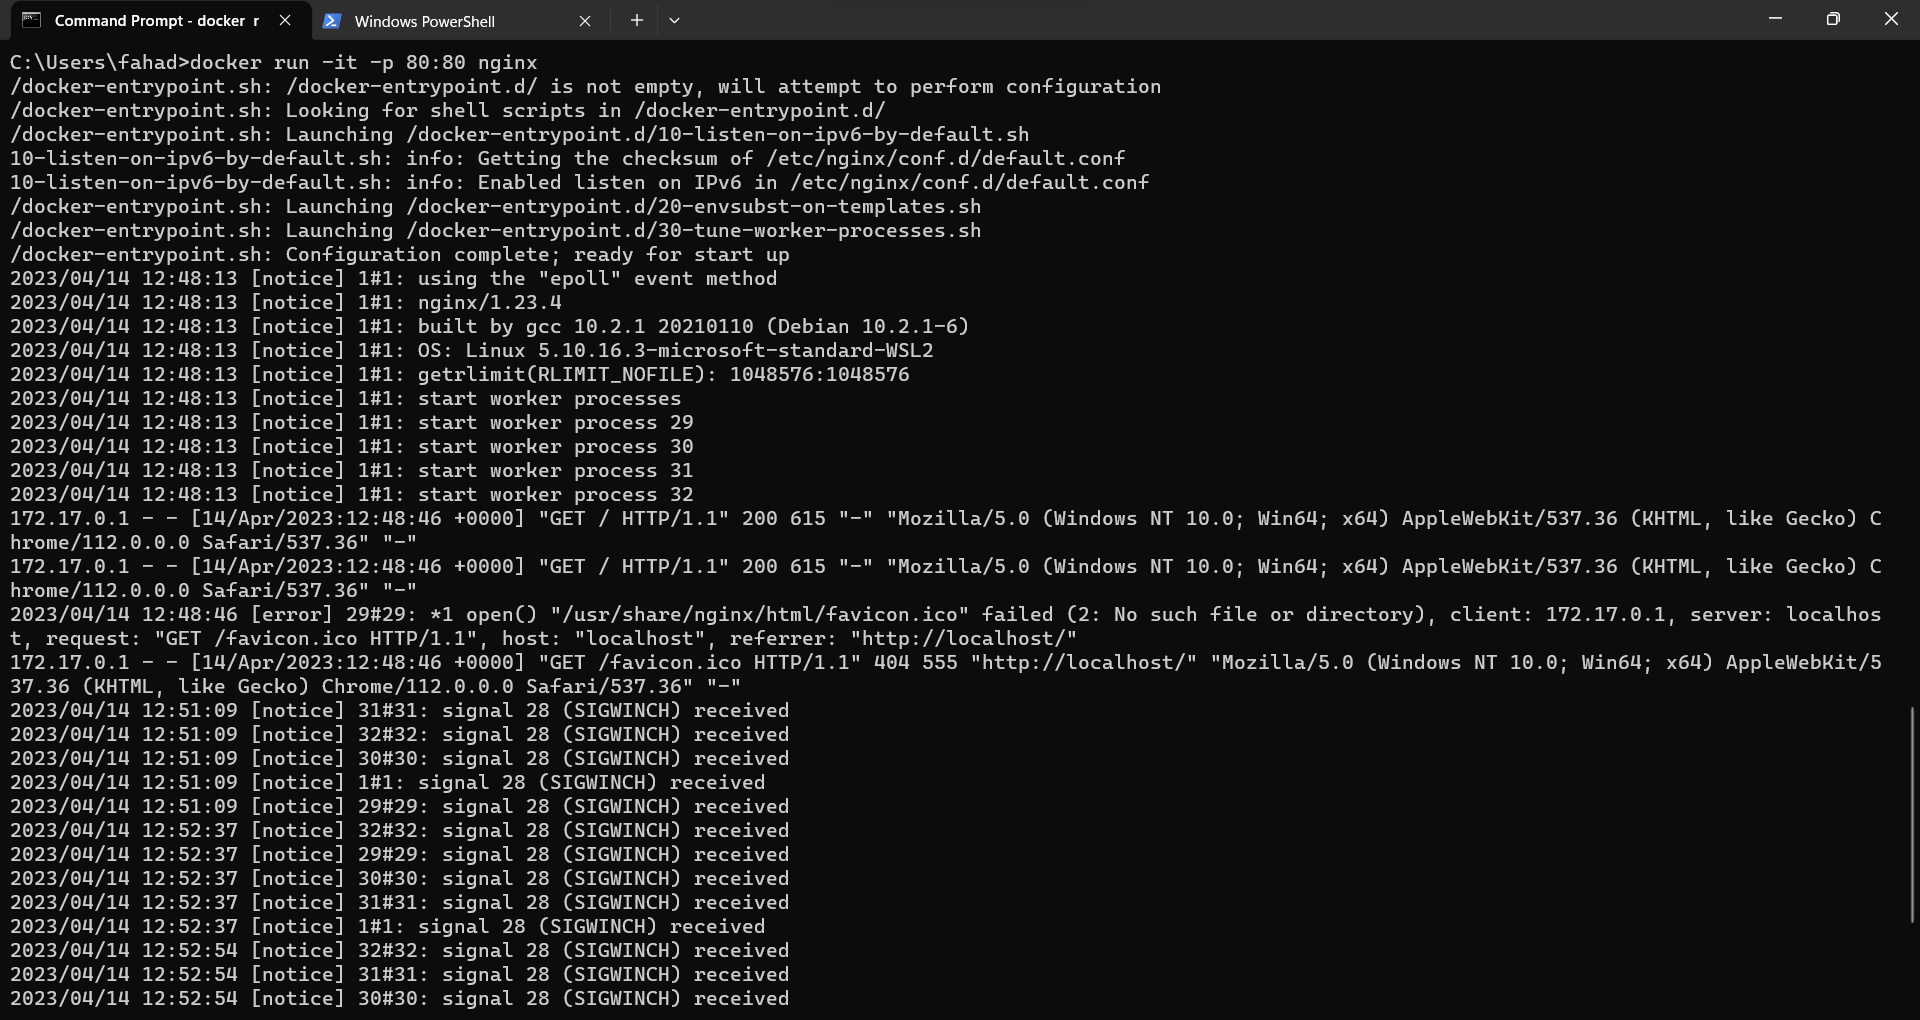 Command Prompt - docker r
Windows PowerShell
C:\Users\fahad>docker run -it -p 80:80 nginx
/docker-entrypoint.sh: /docker-entrypoint.d/ is not empty, will attempt to perform configuration
/docker-entrypoint.sh: Looking for shell scripts in /docker-entrypoint.d/
/docker-entrypoint.sh: Launching /docker-entrypoint.d/10-listen-on-ipv6-by-default.sh
10-listen-on-ipv6-by-default.sh: info: Getting the checksum of /etc/nginx/conf.d/default.conf
10-listen-on-ipv6-by-default.sh: info: Enabled listen on IPv6 in /etc/nginx/conf.d/default.conf
/docker-entrypoint.sh: Launching /docker-entrypoint.d/20-envsubst-on-templates.sh
/docker-entrypoint.sh: Launching /docker-entrypoint.d/30-tune-worker-processes.sh
/docker-entrypoint.sh: Configuration complete; ready for start up
2023/04/14 12:48:13 [notice] 1#1: using the "epoll" event method
2023/04/14 12:48:13 [notice] 1#1: nginx/1.23.4
2023/04/14 12:48:13 [notice] 1#1: built by gcc 10.2.1 20210110 (Debian 10.2.1-6)
2023/04/14 12:48:13 [notice] 1#1: OS: Linux 5.10.16.3-microsoft-standard-WSL2
2023/04/14 12:48:13 [notice] 1#1: getrlimit(RLIMIT_NOFILE): 1048576:1048576
2023/04/14 12:48:13 [notice] 1#1: start worker processes
2023/04/14 12:48:13 [notice] 1#1: start worker process 29
2023/04/14 12:48:13 [notice] 1#1: start worker process 30
2023/04/14 12:48:13 [notice] 1#1: start worker process 31
2023/04/14 12:48:13 [notice] 1#1: start worker process 32
172.17.0.1 - - [14/Apr/2023:12:48:46 +0000] "GET / HTTP/1.1" 200 615 "-" "Mozilla/5.0 (Windows NT 10.0; Win64; x64) AppleWebKit/537.36 (KHTML, like Gecko) C
hrome/112.0.0.0 Safari/537.36" "-"
172.17.0.1 - - [14/Apr/2023:12:48:46 +0000] "GET / HTTP/1.1" 200 615 "-" "Mozilla/5.0 (Windows NT 10.0; Win64; x64) AppleWebKit/537.36 (KHTML, like Gecko) C
hrome/112.0.0.0 Safari/537.36" "-"
2023/04/14 12:48:46 [error] 29#29: *1 open() "/usr/share/nginx/html/favicon.ico" failed (2: No such file or directory), client: 172.17.0.1, server: localhos
t, request: "GET /favicon.ico HTTP/1.1", host: "localhost", referrer: "http://localhost/"
172.17.0.1 - - [14/Apr/2023:12:48:46 +0000] "GET /favicon.ico HTTP/1.1" 404 555 "http://localhost/" "Mozilla/5.0 (Windows NT 10.0; Win64; x64) AppleWebKit/5
37.36 (KHTML, like Gecko) Chrome/112.0.0.0 Safari/537.36" "-"
2023/04/14 12:51:09 [notice] 31#31: signal 28 (SIGWINCH) received
2023/04/14 12:51:09 [notice] 32#32: signal 28 (SIGWINCH) received
2023/04/14 12:51:09 [notice] 30#30: signal 28 (SIGWINCH) received
2023/04/14 12:51:09 [notice] 1#1: signal 28 (SIGWINCH) received
2023/04/14 12:51:09 [notice] 29#29: signal 28 (SIGWINCH) received
2023/04/14 12:52:37 [notice] 32#32: signal 28 (SIGWINCH) received
2023/04/14 12:52:37 [notice] 29#29: signal 28 (SIGWINCH) received
2023/04/14 12:52:37 [notice] 30#30: signal 28 (SIGWINCH) received
2023/04/14 12:52:37 [notice] 31#31: signal 28 (SIGWINCH) received
2023/04/14 12:52:37 [notice] 1#1: signal 28 (SIGWINCH) received
2023/04/14 12:52:54 [notice] 32#32: signal 28 (SIGWINCH) received
2023/04/14 12:52:54 [notice] 31#31: signal 28 (SIGWINCH) received
2023/04/14 12:52:54 [notice] 30#30: signal 28 (SIGWINCH) received